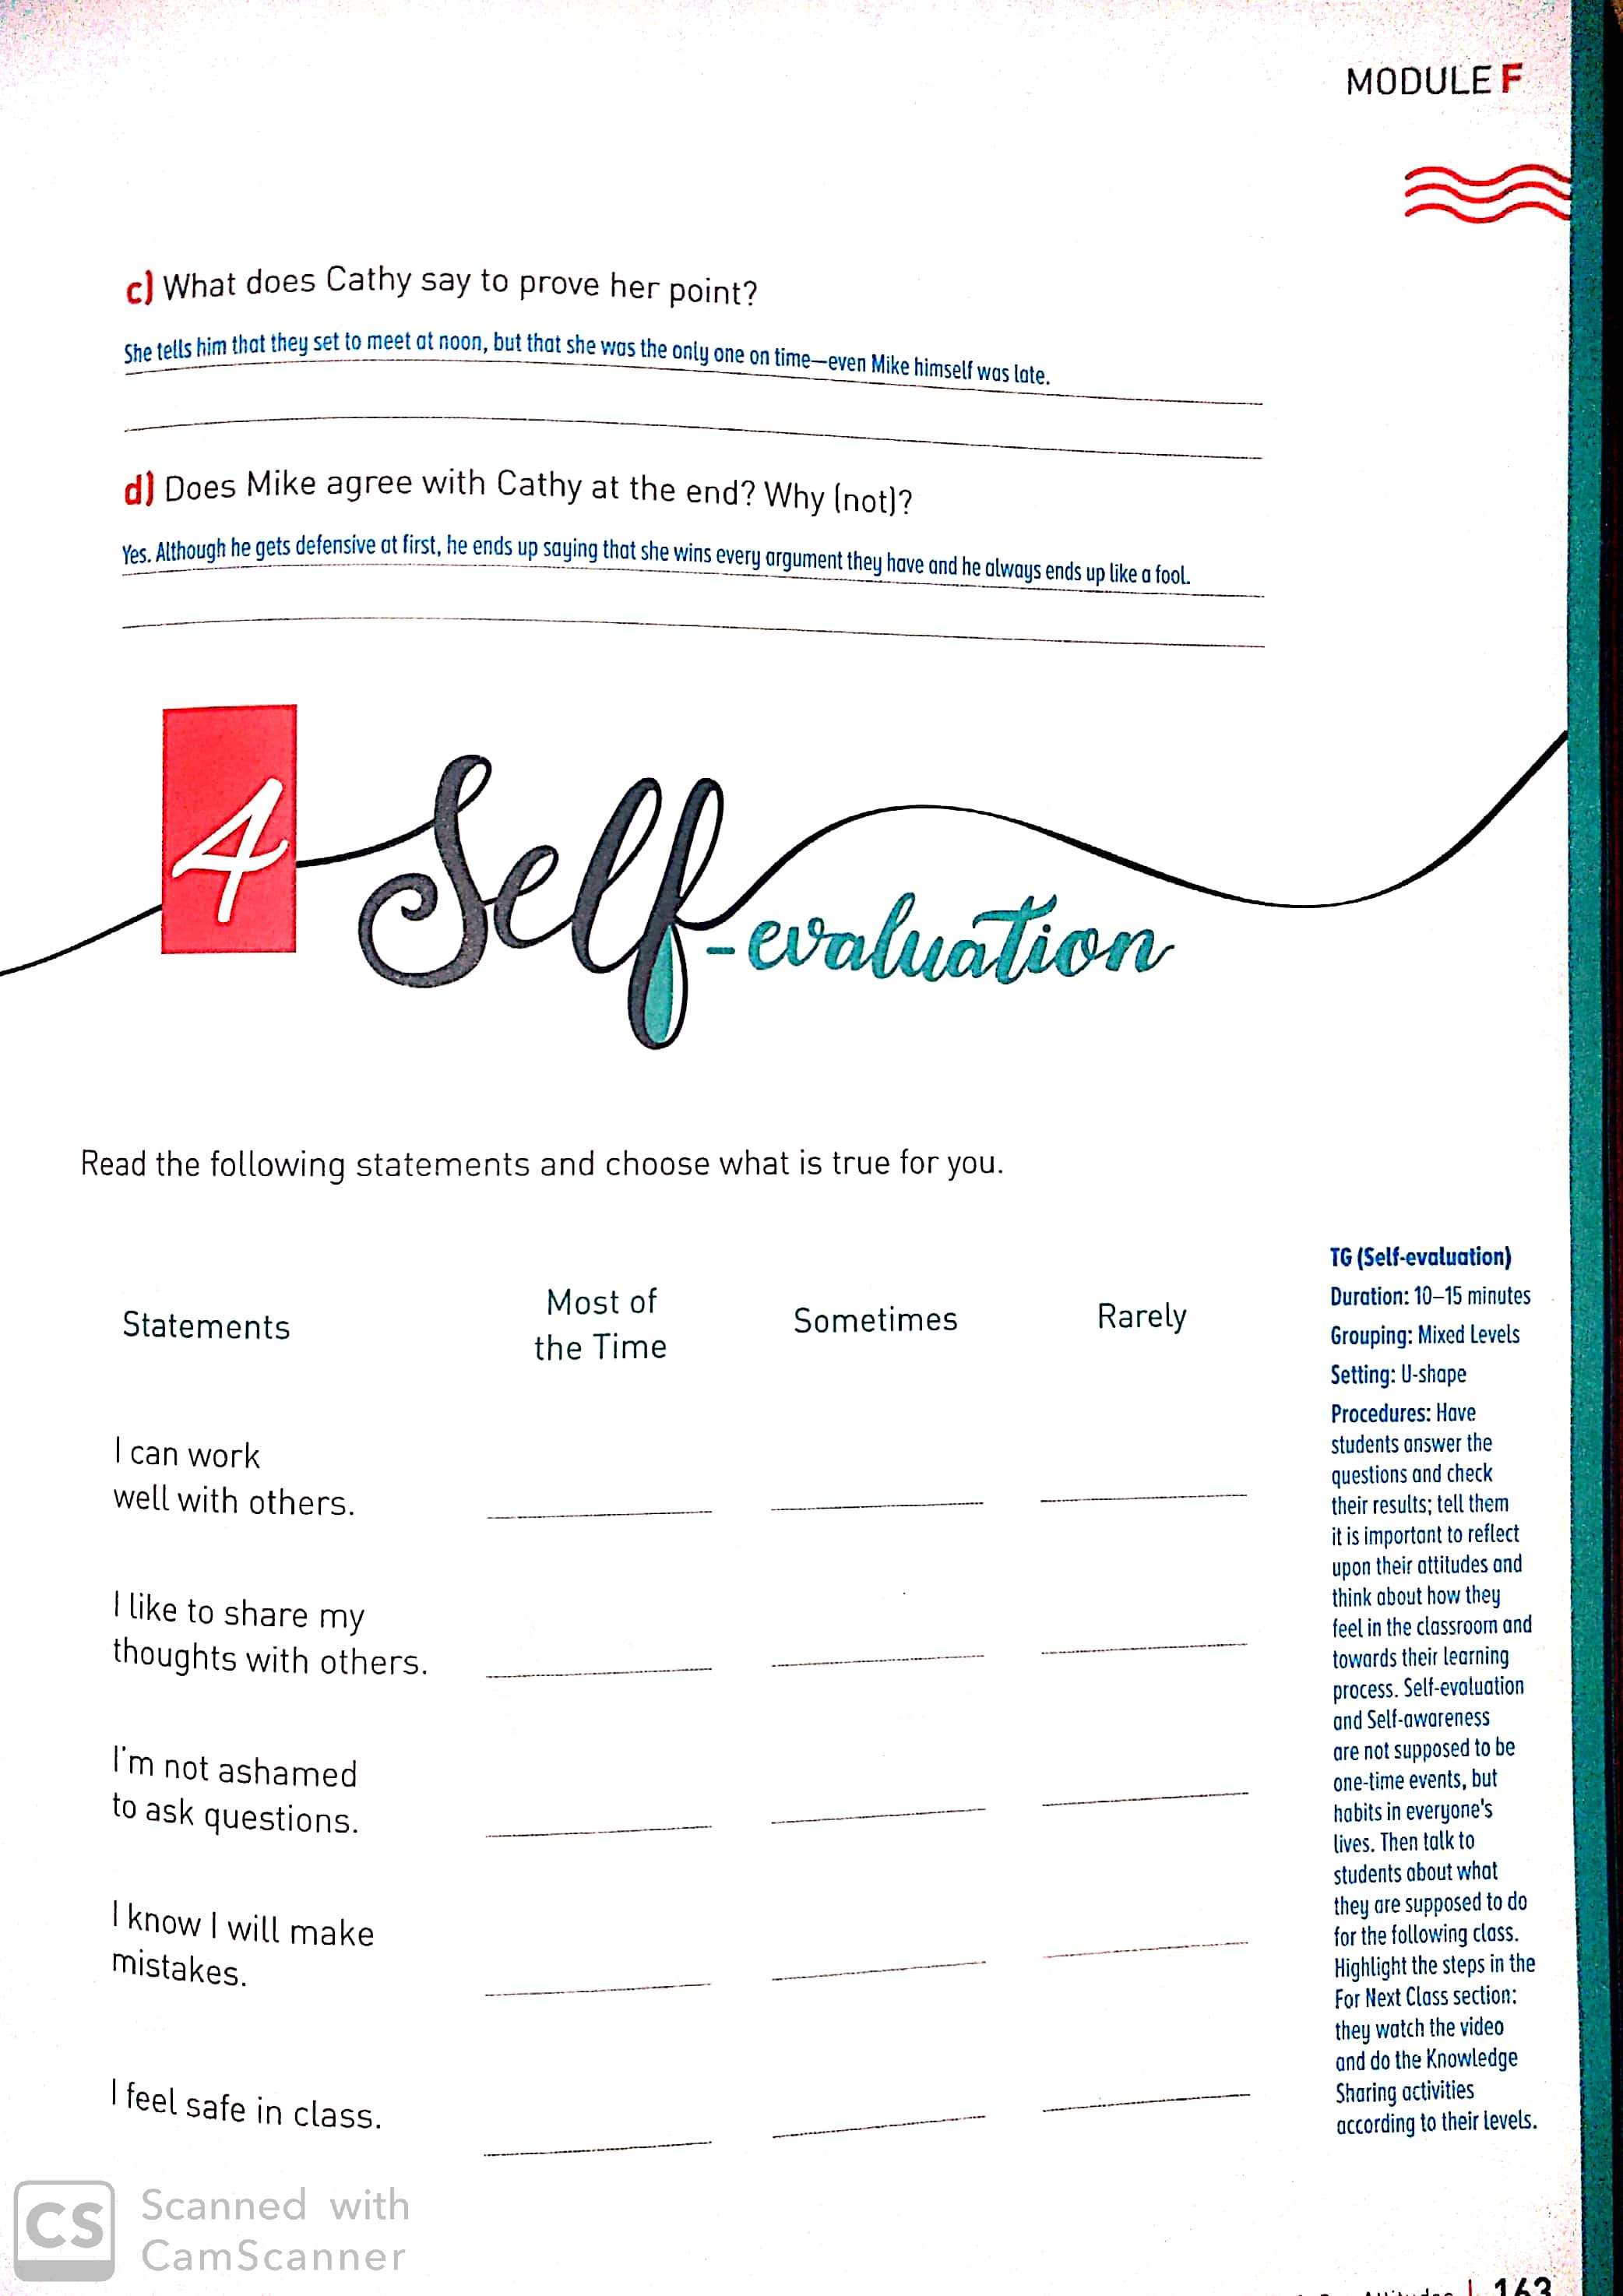 MODULE F
c) What does Cathy say to prove her point?
She tells him that they set to meet at noon, but that she was the only one on time—even Mike himself was late.
d) Does Mike agree with Cathy at the end? Why (not)?
Yes. Although he gets defensive at first, he ends up saying that she wins every argument they have and he always ends up like a fool.
4 Self
-evaluation
Read the following statements and choose what is true for you.
Statements
Most of
the Time
Sometimes
Rarely
I can work
well with others.
I like to share my
thoughts with others.
I'm not ashamed
to ask questions.
I know I will make
mistakes.
I feel safe in class.
TG (Self-evaluation)
Duration: 10–15 minutes
Grouping: Mixed Levels
Setting: U-shape
Procedures: Have
students answer the
questions and check
their results; tell them
it is important to reflect
upon their attitudes and
think about how they
feel in the classroom and
towards their learning
process. Self-evaluation
and Self-awareness
are not supposed to be
one-time events, but
habits in everyone's
lives. Then talk to
students about what
they are supposed to do
for the following class.
Highlight the steps in the
For Next Class section:
they watch the video
and do the Knowledge
Sharing activities
according to their levels.
CS Scanned with
CamScanner
| 163